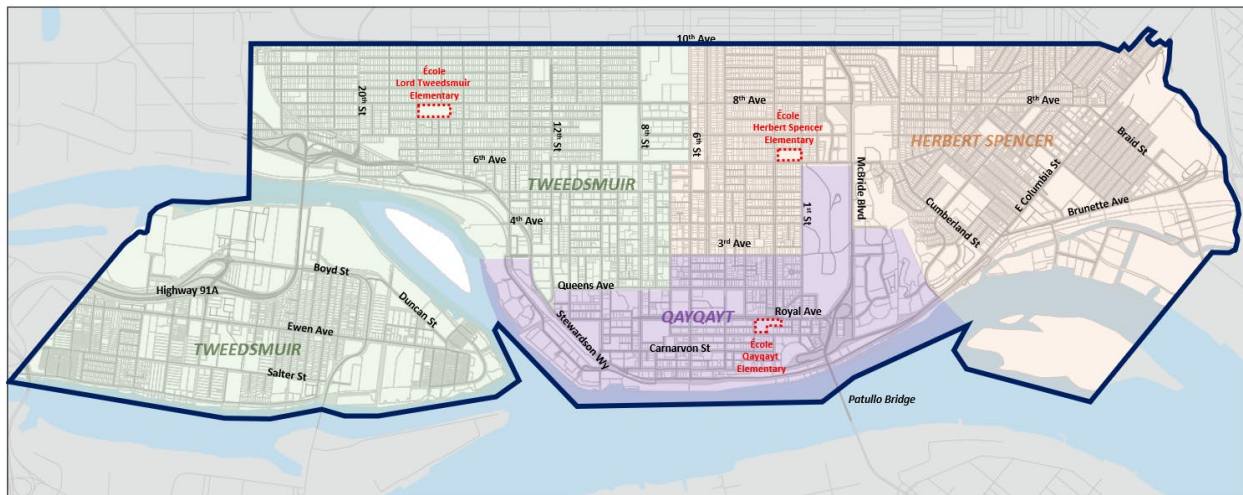 10th Ave
École
Lord Tweedsmuir
Elementary
20th St
8th Ave
8th Ave
École
Herbert Spencer
Elementary
12th St
8th St
6th St
HERBERT SPENCER
Braid St
6th Ave
TWEEDSMUIR
McBride Blvd
E Columbia St
1st St
Cumberland St
Brunette Ave
4th Ave
3rd Ave
Boyd St
Highway 91A
Queens Ave
Duncan St
QAYQAYT
Royal Ave
Ewen Ave
Stewardson Wy
TWEEDSMUIR
Carnarvon St
École
Qayqayt
Elementary
Salter St
Patullo Bridge